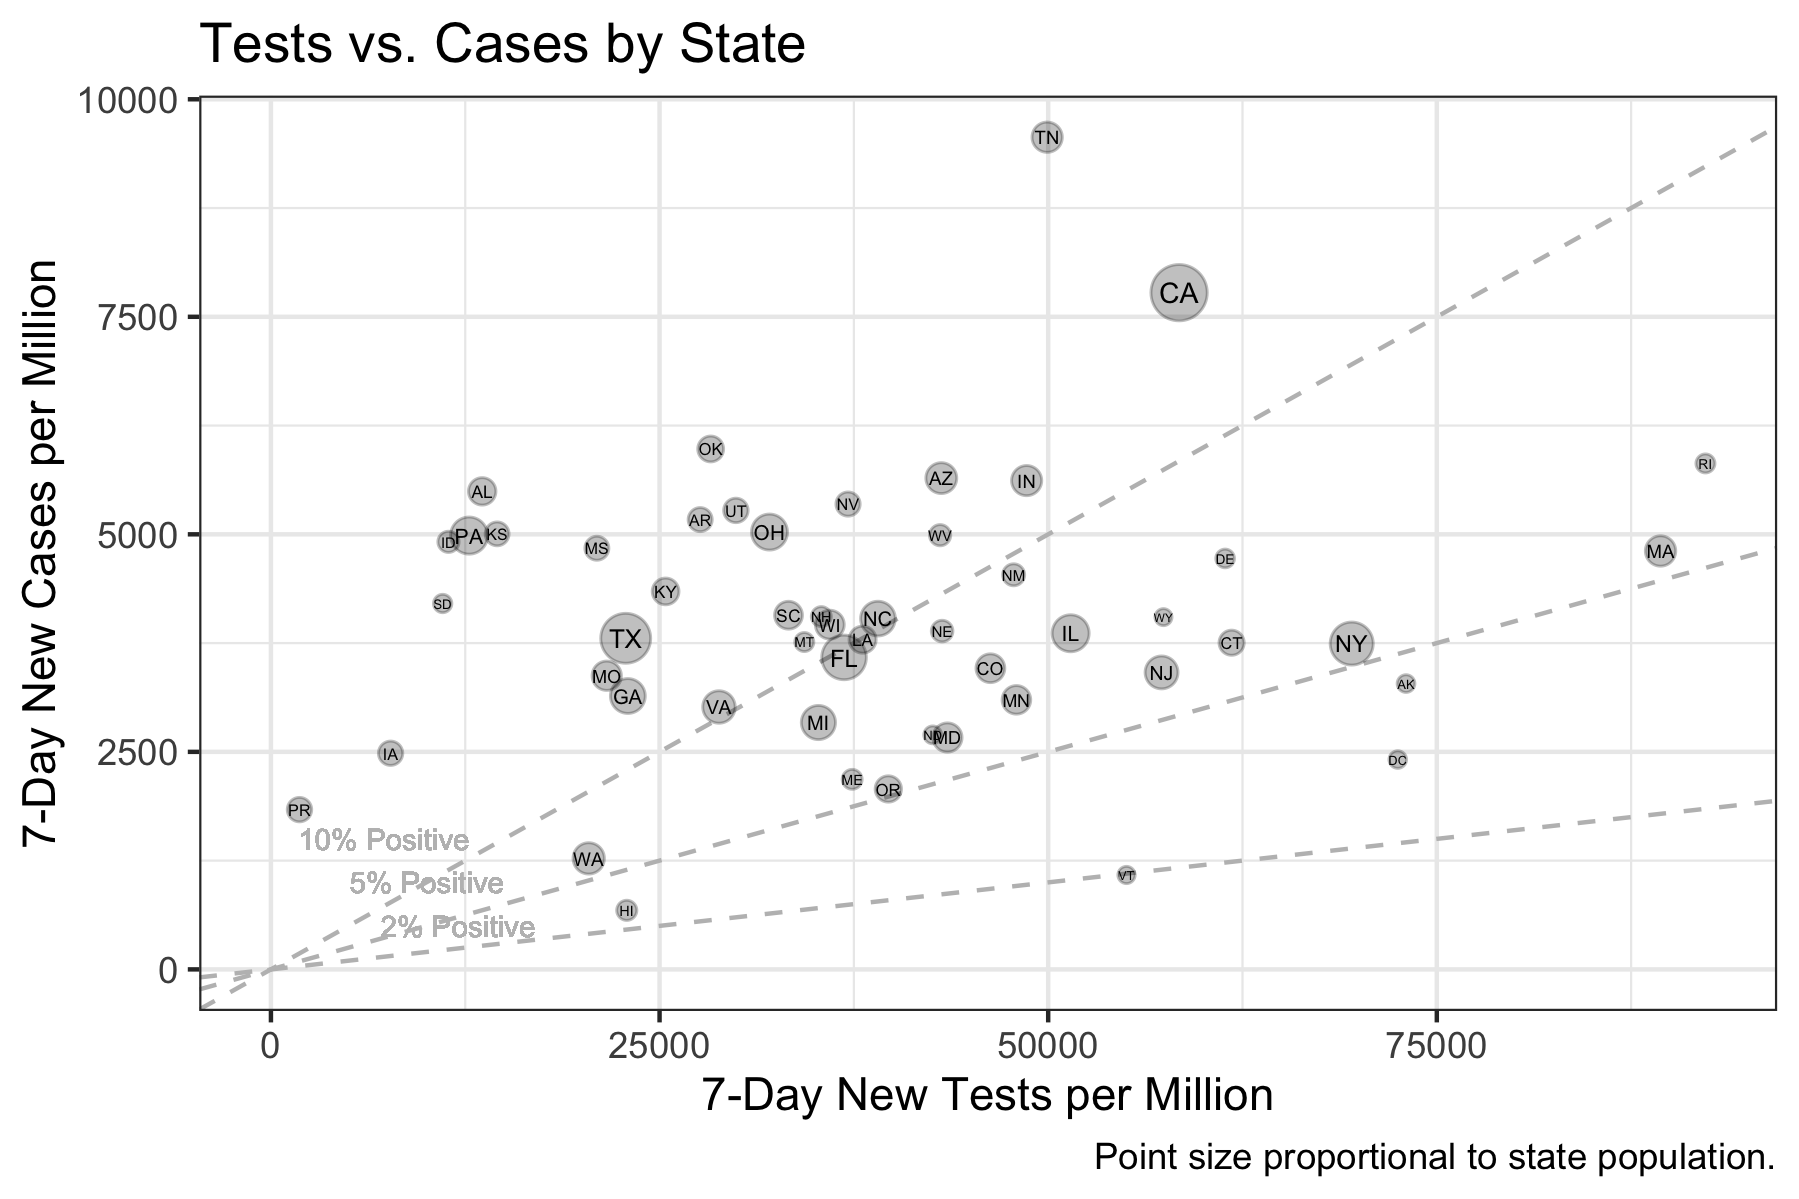 Tests vs. Cases by State
10000
7500
5000
2500
0
7-Day New Cases per Million
TN
CA
OK
AZ
IN
RI
AL
NV
AR
UT
OH
ID
PA
KS
WV
MS
MA
DE
NM
KY
SD
SC
NH
WI
NC
WY
TX
MT
LA
NE
IL
CT
NY
FL
MO
CO
NJ
GA
AK
VA
MN
MI
ND
MD
IA
DC
ME
OR
PR
10% Positive
WA
5% Positive
VT
HI
2% Positive
0
25000
50000
75000
7-Day New Tests per Million
Point size proportional to state population.